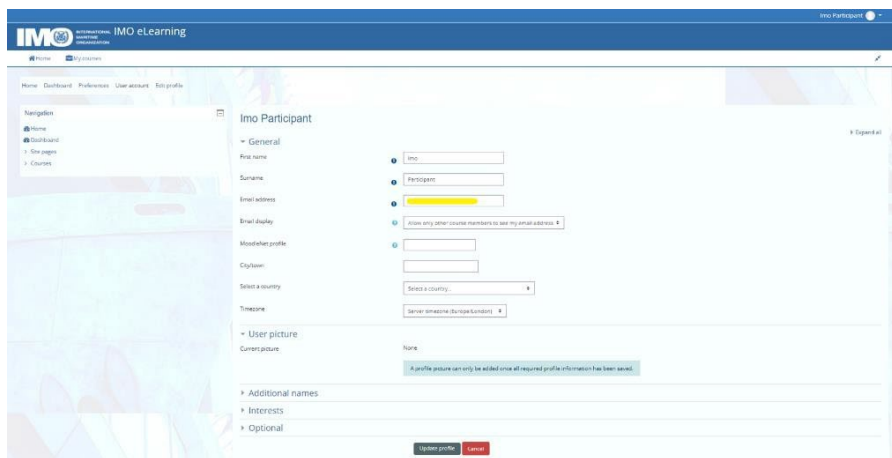 Imo Participant
IMO INTERNATIONAL MARITIME ORGANIZATION IMO eLearning
Home My courses
Home Dashboard Preferences User account Edit profile
Navigation
Home
Dashboard
Site pages
Courses
Imo Participant
Expand all
General
First name Imo
Surname Participant
Email address
Email display Allow only other course members to see my email address
MoodleNet profile
City/town
Select a country Select a country...
Timezone Server timezone (Europe/London)
User picture
Current picture None
A profile picture can only be added once all required profile information has been saved.
Additional names
Interests
Optional
Update profile Cancel